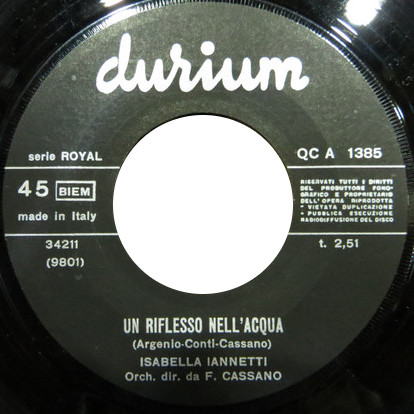 durium
serie ROYAL
QC A 1385
45 BIEM
made in Italy
34211
(9801)
RISERVATI TUTTI I DIRITTI
DEL PRODUTTORE FONO-
GRAFICO E PROPRIETARIO
DELL'OPERA RIPRODOTTA
• VIETATA DUPLICAZIONE
• PUBBLICA ESECUZIONE
RADIODIFFUSIONE DEL DISCO
t. 2,51
UN RIFLESSO NELL'ACQUA
(Argenio-Conti-Cassano)
ISABELLA IANNETTI
Orch. dir. da F. CASSANO